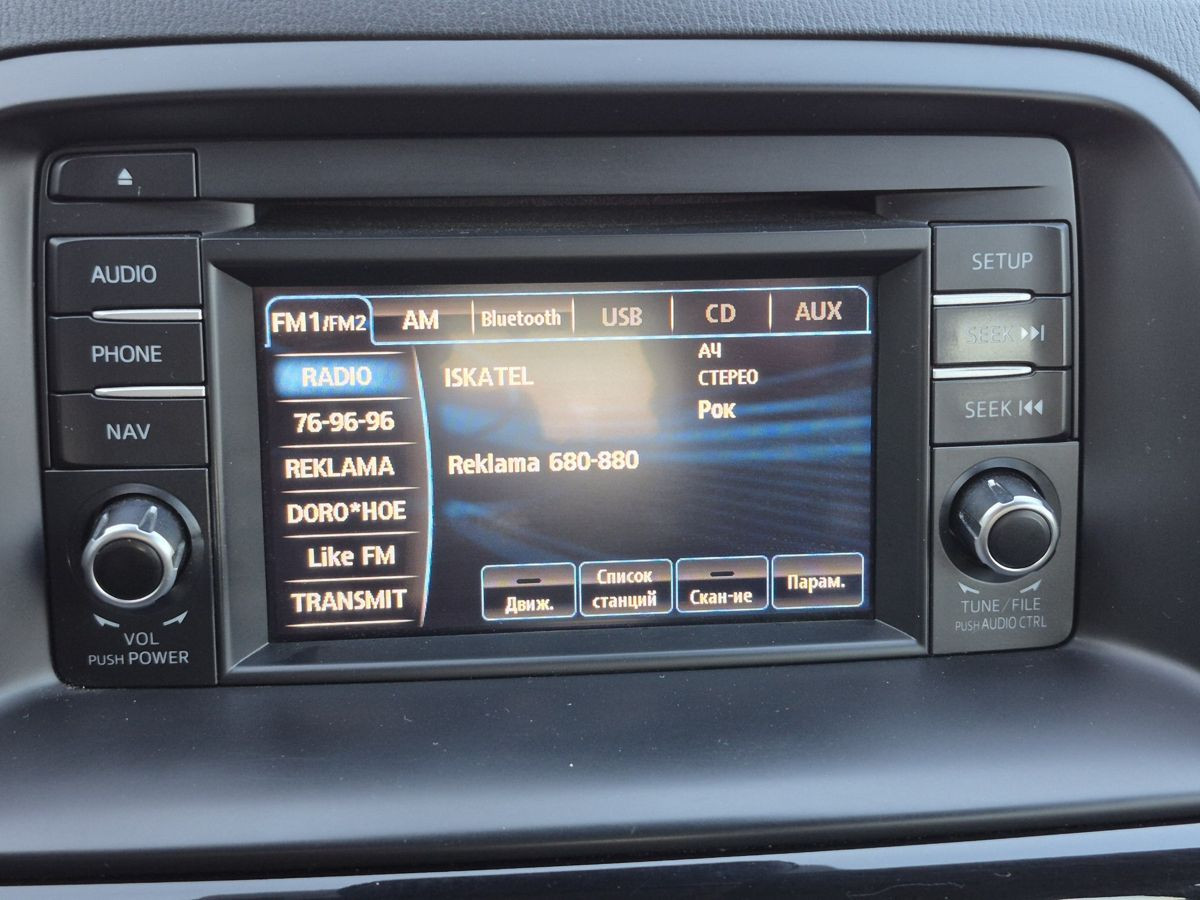 AUDIO
PHONE
NAV
VOL
PUSH POWER
FM1/FM2
AM
Bluetooth
USB
CD
AUX
RADIO
76-96-96
REKLAMA
DORO*HOE
Like FM
TRANSMIT
ISKATEL
АЧ
СТЕРЕО
Рок
Reklama 680-880
Движ.
Список
станций
Скан-ие
Парам.
SETUP
SEEK
SEEK
TUNE/FILE
PUSH AUDIO CTRL